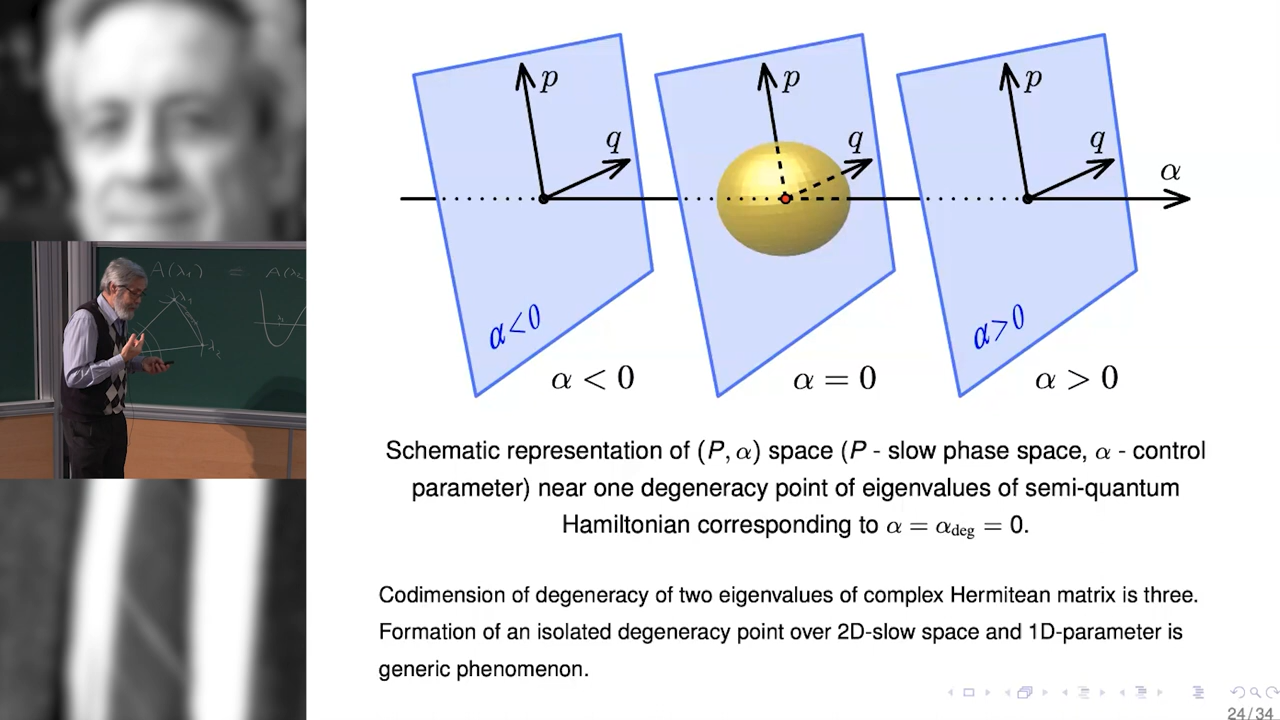 p
p
p
q
q
q
α
α<0
α>0
α < 0
α = 0
α > 0
Schematic representation of (P, α) space (P - slow phase space, α - control
parameter) near one degeneracy point of eigenvalues of semi-quantum
Hamiltonian corresponding to α = α_deg = 0.
Codimension of degeneracy of two eigenvalues of complex Hermitean matrix is three.
Formation of an isolated degeneracy point over 2D-slow space and 1D-parameter is
generic phenomenon.
24/34
A(λ₁) =
λ₁
λ₂